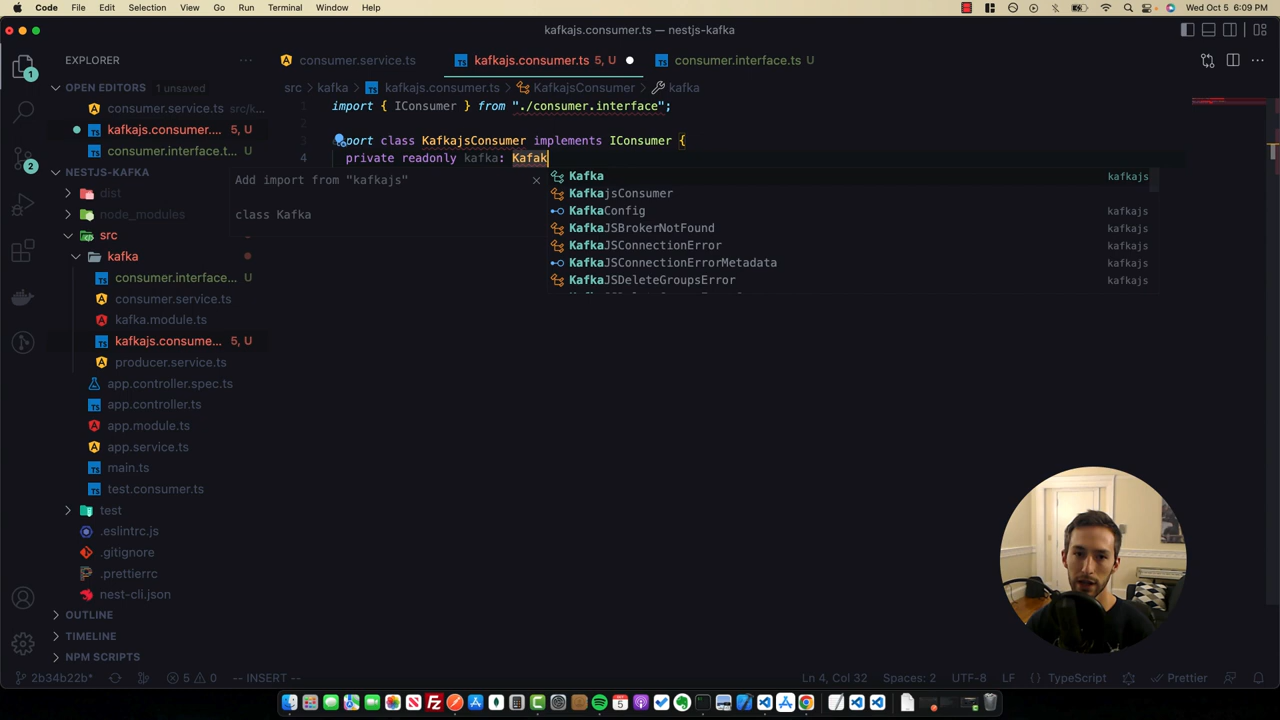 Code File Edit Selection View Go Run Terminal Window Help Wed Oct 5 6:09 PM
kafkajs.consumer.ts — nestjs-kafka
EXPLORER
consumer.service.ts
kafkajs.consumer.ts 5, U
consumer.interface.ts U
OPEN EDITORS 1 unsaved
src > kafka > kafkajs.consumer.ts > KafkajsConsumer > kafka
consumer.service.ts src/k...
1 import { IConsumer } from "./consumer.interface";
kafkajs.consumer.... 5, U
consumer.interface.t... U
3 port class KafkajsConsumer implements IConsumer {
4 private readonly kafka: Kafak
NESTJS-KAFKA
Add import from "kafkajs"
class Kafka
Kafka kafkajs
KafkajsConsumer
KafkaConfig kafkajs
KafkaJSBrokerNotFound kafkajs
KafkaJSConnectionError kafkajs
KafkaJSConnectionErrorMetadata kafkajs
KafkaJSDeleteGroupsError kafkajs
dist
node_modules
src
kafka
consumer.interface... U
consumer.service.ts
kafka.module.ts
kafkajs.consume... 5, U
producer.service.ts
app.controller.spec.ts
app.controller.ts
app.module.ts
app.service.ts
main.ts
test.consumer.ts
test
.eslintrc.js
.gitignore
.prettierrc
nest-cli.json
OUTLINE
TIMELINE
NPM SCRIPTS
2b34b22b* 5 0 -- INSERT -- Ln 4, Col 32 Spaces: 2 UTF-8 LF {} TypeScript Prettier